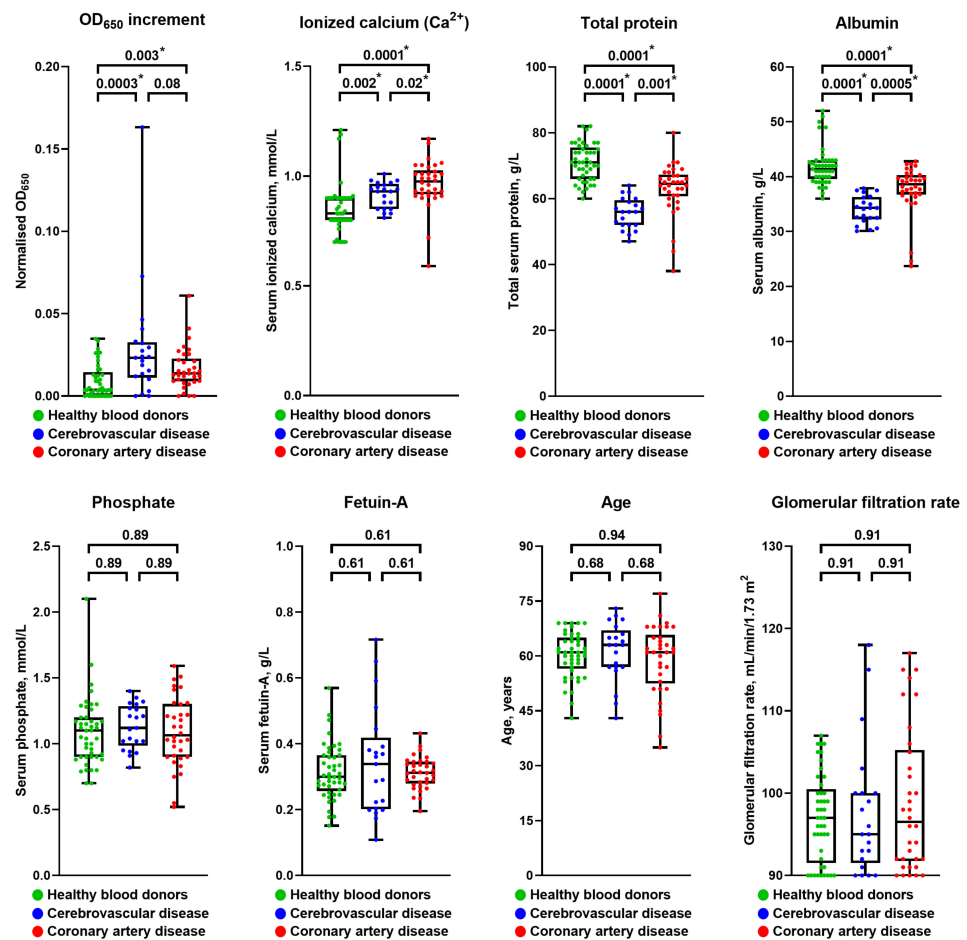 OD650 increment
0.003*
0.0003*
0.08
Normalised OD650
0.20
0.15
0.10
0.05
0.00
Healthy blood donors
Cerebrovascular disease
Coronary artery disease
Ionized calcium (Ca2+)
0.0001*
0.002*
0.02*
Serum ionized calcium, mmol/L
1.5
1.0
0.5
0.0
Healthy blood donors
Cerebrovascular disease
Coronary artery disease
Total protein
0.0001*
0.0001*
0.001*
Total serum protein, g/L
100
80
60
40
20
0
Healthy blood donors
Cerebrovascular disease
Coronary artery disease
Albumin
0.0001*
0.0001*
0.0005*
Serum albumin, g/L
60
50
40
30
20
10
0
Healthy blood donors
Cerebrovascular disease
Coronary artery disease
Phosphate
0.89
0.89
0.89
Serum phosphate, mmol/L
2.5
2.0
1.5
1.0
0.5
0.0
Healthy blood donors
Cerebrovascular disease
Coronary artery disease
Fetuin-A
0.61
0.61
0.61
Serum fetuin-A, g/L
1.0
0.8
0.6
0.4
0.2
0.0
Healthy blood donors
Cerebrovascular disease
Coronary artery disease
Age
0.94
0.68
0.68
Age, years
90
75
60
45
30
15
0
Healthy blood donors
Cerebrovascular disease
Coronary artery disease
Glomerular filtration rate
0.91
0.91
0.91
Glomerular filtration rate, mL/min/1.73 m2
130
120
110
100
90
Healthy blood donors
Cerebrovascular disease
Coronary artery disease